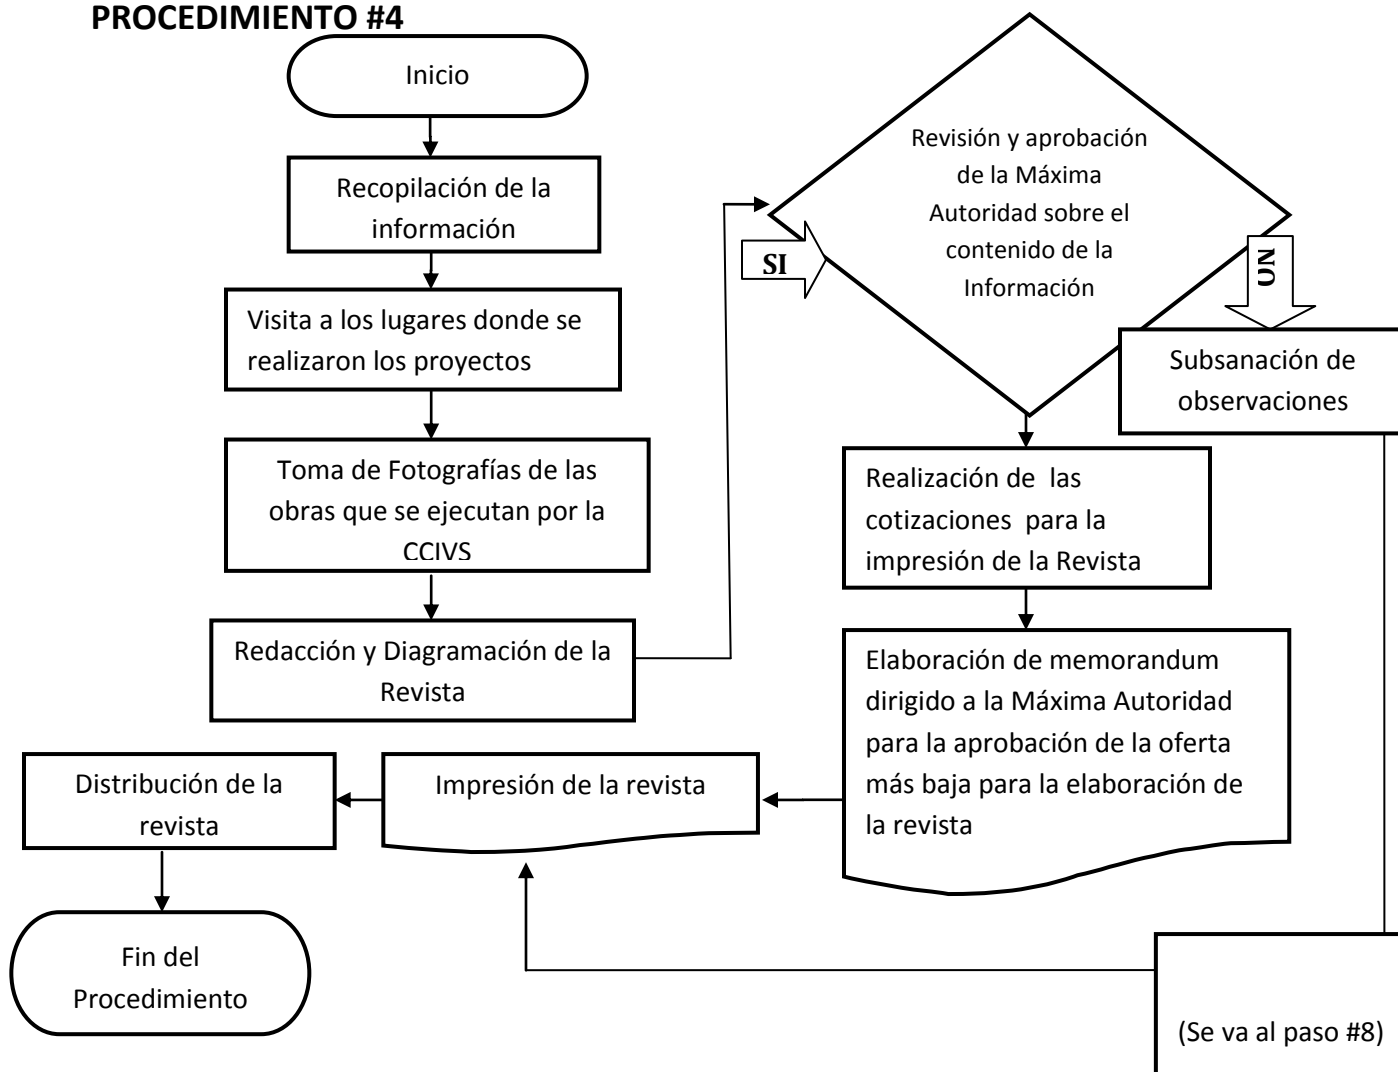 PROCEDIMIENTO #4
Inicio
Recopilación de la
información
Visita a los lugares donde se
realizaron los proyectos
Toma de Fotografías de las
obras que se ejecutan por la
CCIVS
Redacción y Diagramación de la
Revista
Revisión y aprobación
de la Máxima
Autoridad sobre el
contenido de la
Información
SI
NO
Subsanación de
observaciones
Realización de las
cotizaciones para la
impresión de la Revista
Elaboración de memorandum
dirigido a la Máxima Autoridad
para la aprobación de la oferta
más baja para la elaboración de
la revista
Impresión de la revista
Distribución de la
revista
Fin del
Procedimiento
(Se va al paso #8)